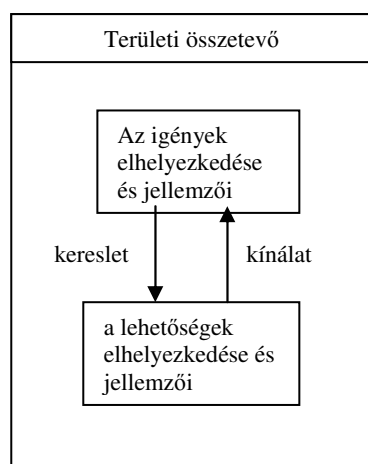 Területi összetevő
Az igények
elhelyezkedése
és jellemzői
kereslet
kínálat
a lehetőségek
elhelyezkedése és
jellemzői